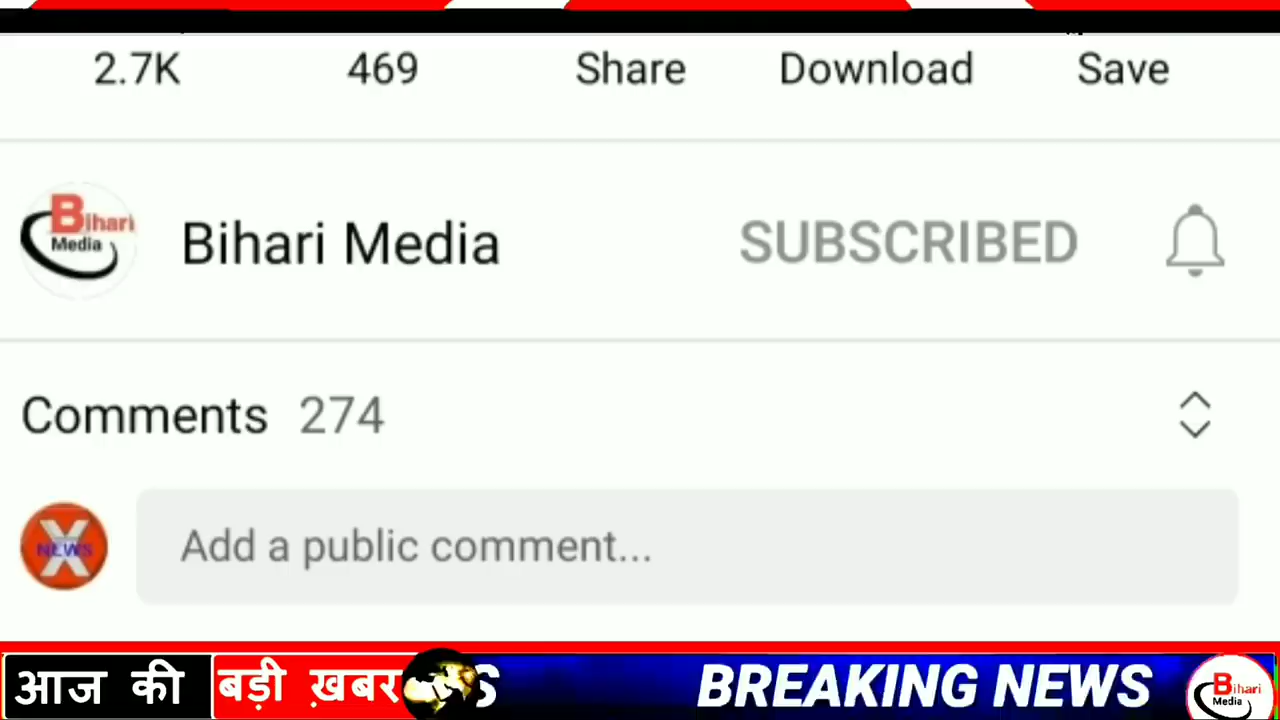 2.7K 469 Share Download Save
Bihari Media
Bihari Media SUBSCRIBED
Comments 274
X NEWS
Add a public comment...
आज की बड़ी ख़बर S BREAKING NEWS
Bihari Media